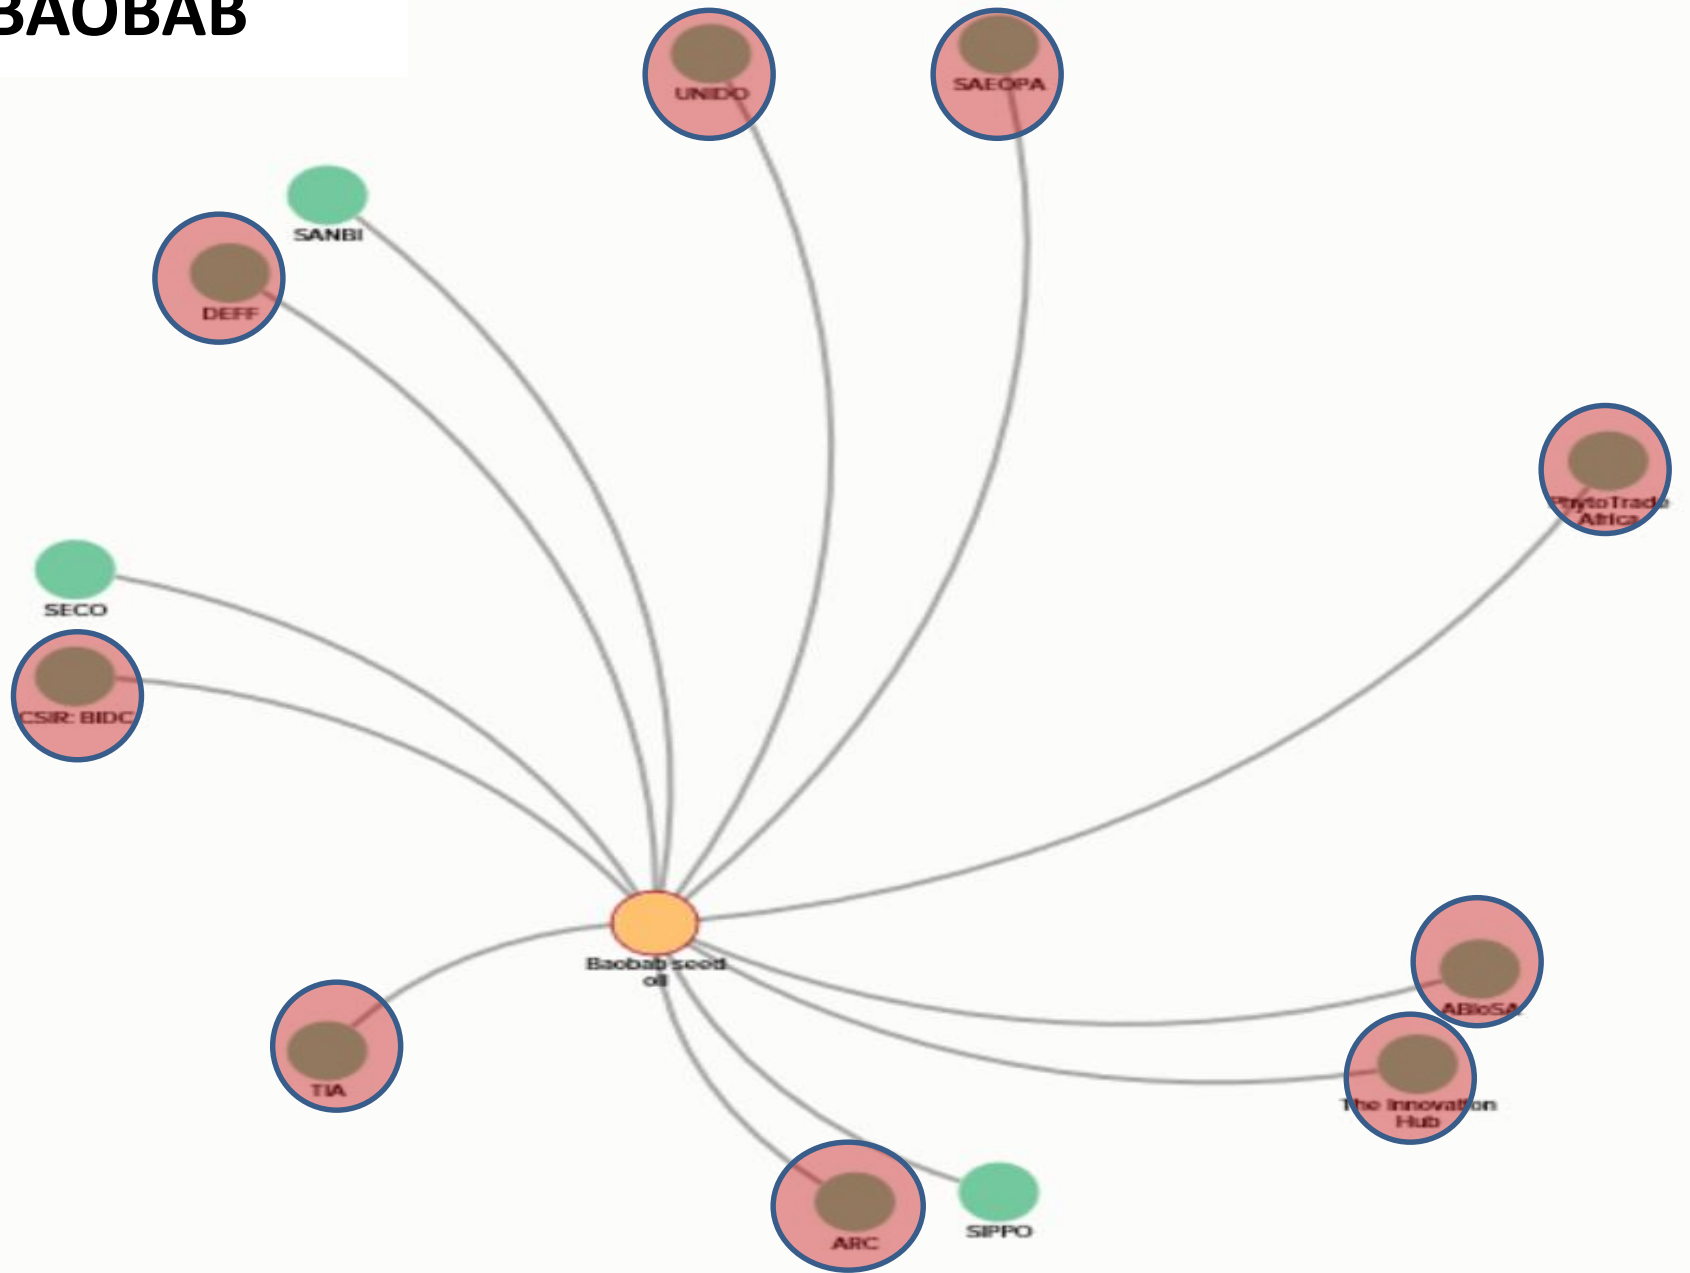 BAOBAB
UNIDO
SAEOPA
SANBI
DEFF
PhytoTrade
Africa
SECO
CSIR: BIDC
Baobab seed
oil
ABioSA
TIA
The Innovation
Hub
ARC
SIPPO